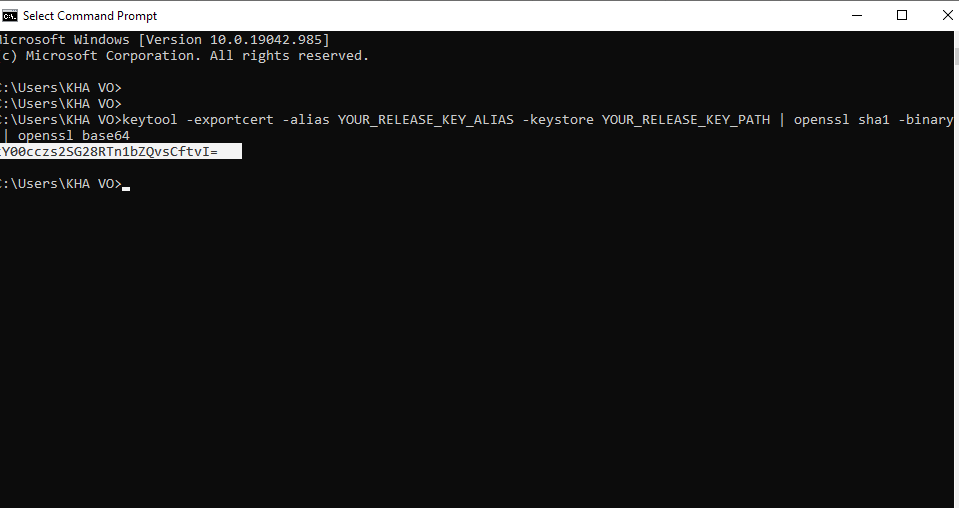 Select Command Prompt
Microsoft Windows [Version 10.0.19042.985]
(c) Microsoft Corporation. All rights reserved.
C:\Users\KHA VO>
C:\Users\KHA VO>
C:\Users\KHA VO>keytool -exportcert -alias YOUR_RELEASE_KEY_ALIAS -keystore YOUR_RELEASE_KEY_PATH | openssl sha1 -binary
| openssl base64
Y00cczs2SG28RTn1bZQvsCftvI=
C:\Users\KHA VO>